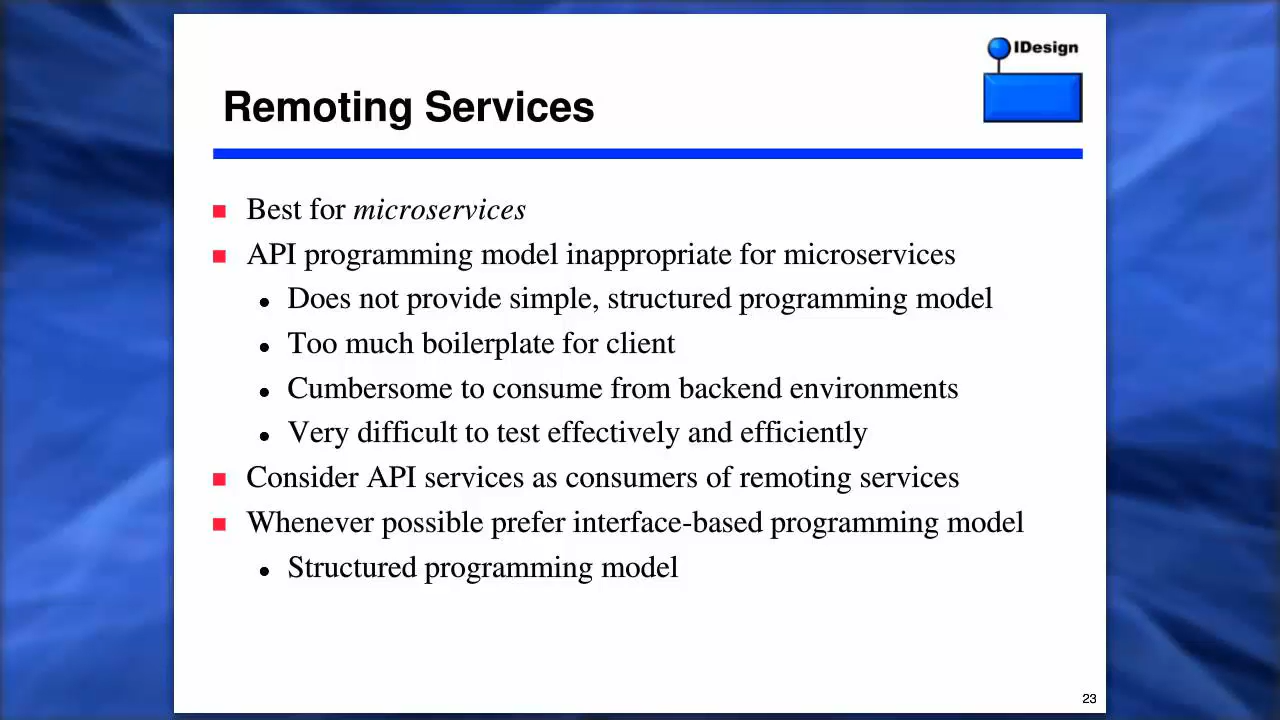 IDesign
Remoting Services
Best for microservices
API programming model inappropriate for microservices
Does not provide simple, structured programming model
Too much boilerplate for client
Cumbersome to consume from backend environments
Very difficult to test effectively and efficiently
Consider API services as consumers of remoting services
Whenever possible prefer interface-based programming model
Structured programming model
23